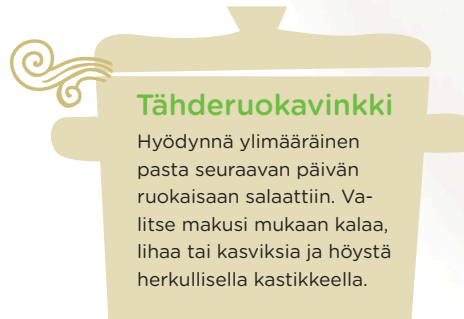 Tähderuokavinkki
Hyödynnä ylimääräinen
pasta seuraavan päivän
ruokaisaan salaattiin. Va-
litse makusi mukaan kalaa,
lihaa tai kasviksia ja höystä
herkullisella kastikkeella.